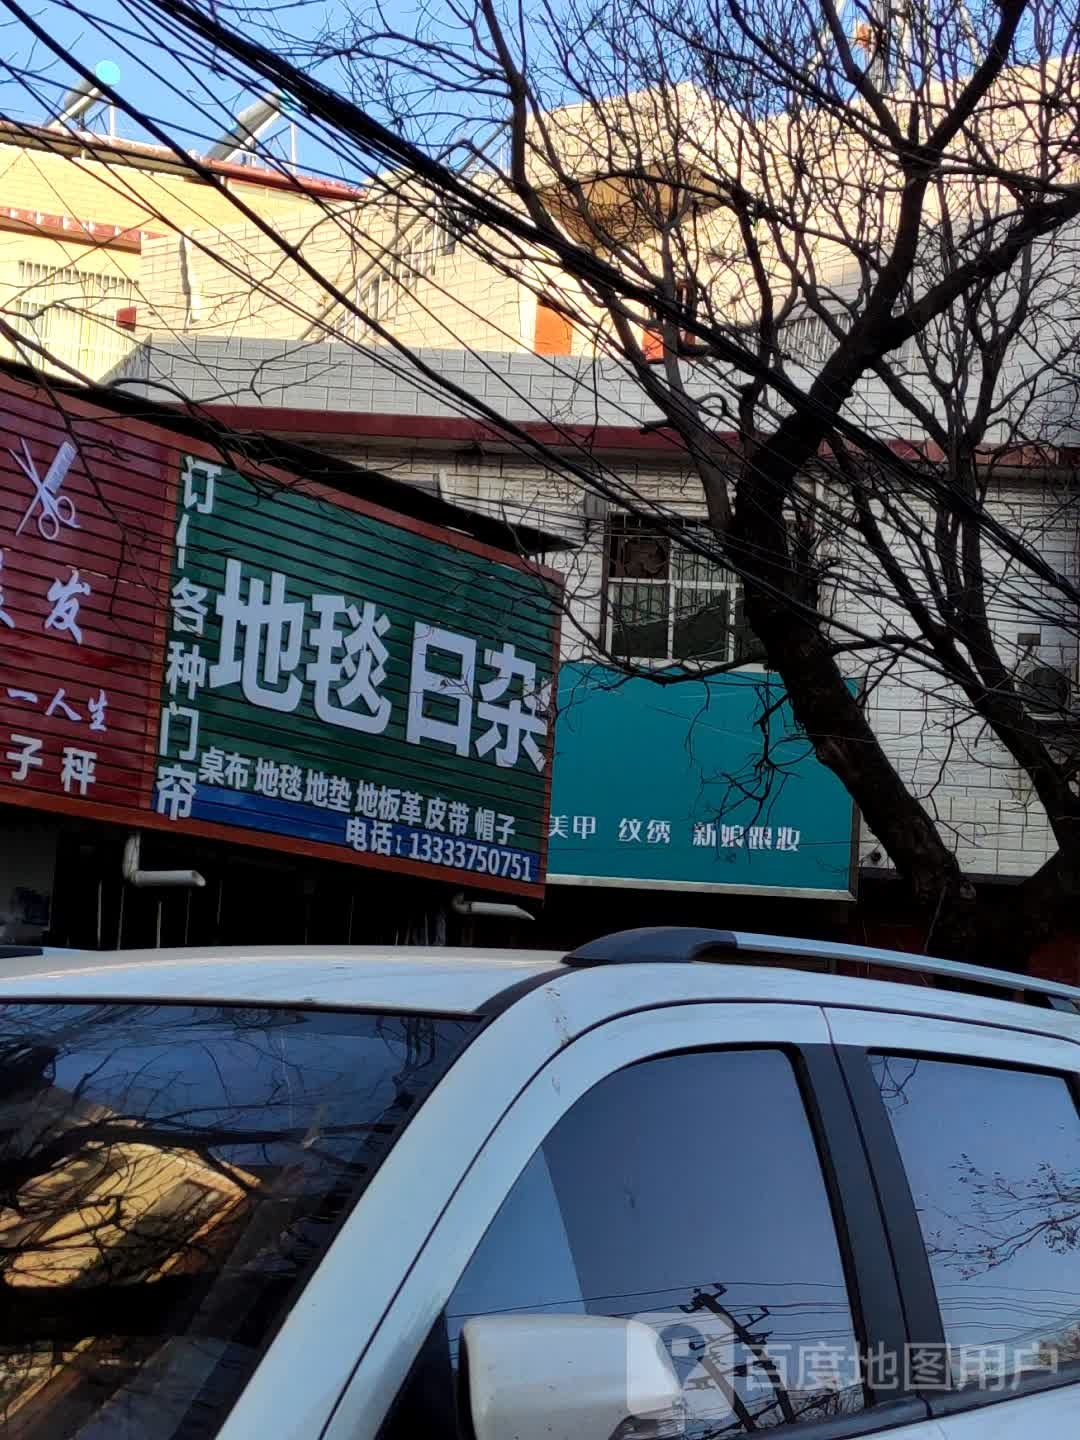 发
一人生
子秤
订各种门帘
地毯日杂
桌布 地毯 地垫 地板革 皮带 帽子
电话:13333750751
美甲 纹绣 新娘跟妆
百度地图用户